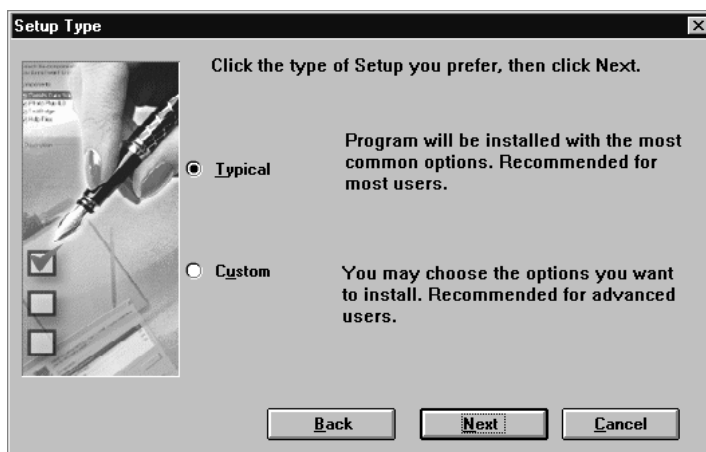 Setup Type
Click the type of Setup you prefer, then click Next.
Typical
Program will be installed with the most
common options. Recommended for
most users.
Custom
You may choose the options you want
to install. Recommended for advanced
users.
Back
Next
Cancel